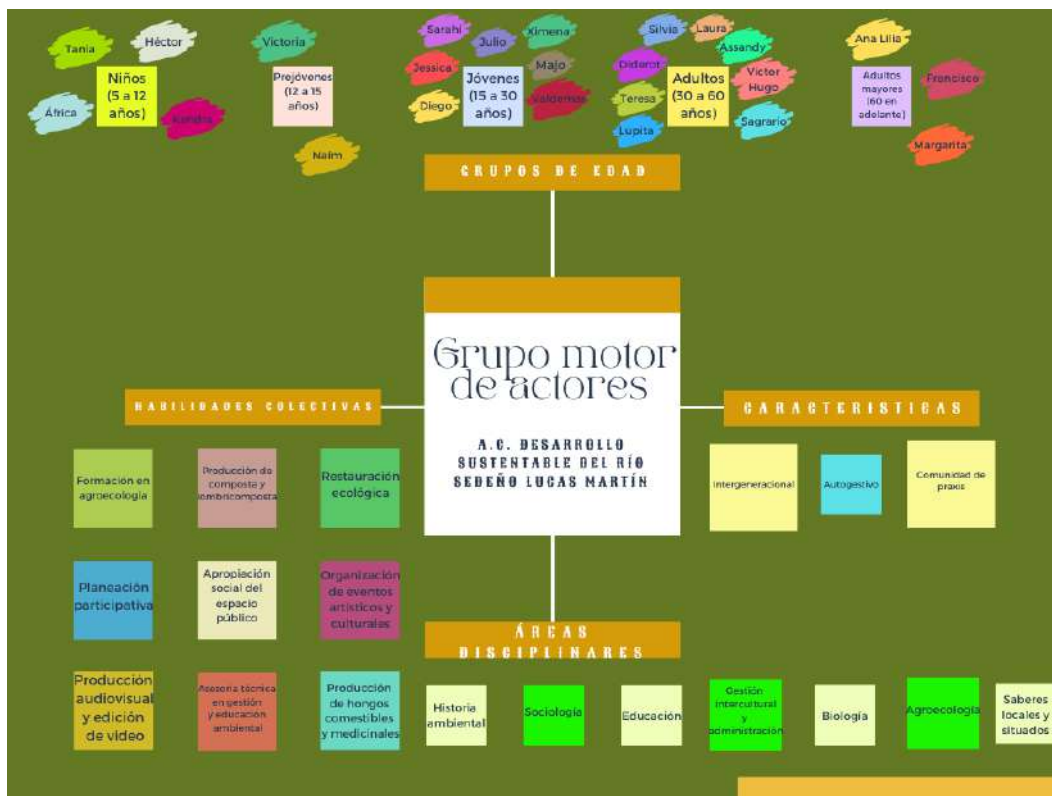 Tania
Héctor
Niños
(5 a 12
años)
África
Kendra
Victoria
Prejóvenes
(12 a 15
años)
Naím
Sarahí
Julio
Ximena
Jessica
Jóvenes
(15 a 30
años)
Majo
Diego
Valdemar
Silvia
Laura
Assandy
Diderot
Adultos
(30 a 60
años)
Victor
Hugo
Teresa
Sagrario
Lupita
Ana Lilia
Adultos
mayores
(60 en
adelante)
Francisco
Margarita
GRUPOS DE EDAD
Grupo motor
de actores
A.C. DESARROLLO
SUSTENTABLE DEL RÍO
SEDEÑO LUCAS MARTÍN
HABILIDADES COLECTIVAS
Formación en
agroecología
Producción de
composta y
lombricomposta
Restauración
ecológica
Planeación
participativa
Apropiación
social del
espacio
público
Organización
de eventos
artísticos y
culturales
Producción
audiovisual
y edición
de video
Asesoría técnica
en gestión
y educación
ambiental
Producción
de hongos
comestibles
y medicinales
CARACTERISTICAS
Intergeneracional
Autogestivo
Comunidad de
praxis
ÁREAS
DISCIPLINARES
Historia
ambiental
Sociología
Educación
Gestión
intercultural
y
administración
Biología
Agroecología
Saberes
locales y
situados